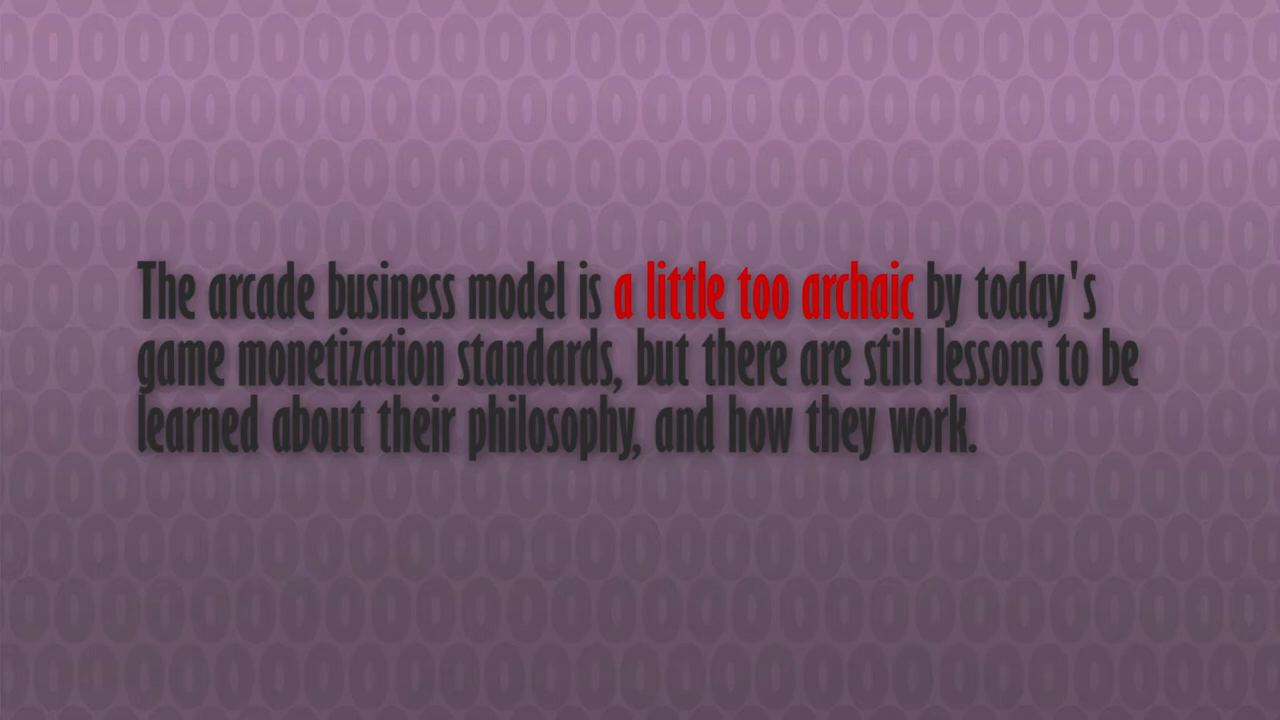 The arcade business model is a little too archaic by today's
game monetization standards, but there are still lessons to be
learned about their philosophy, and how they work.